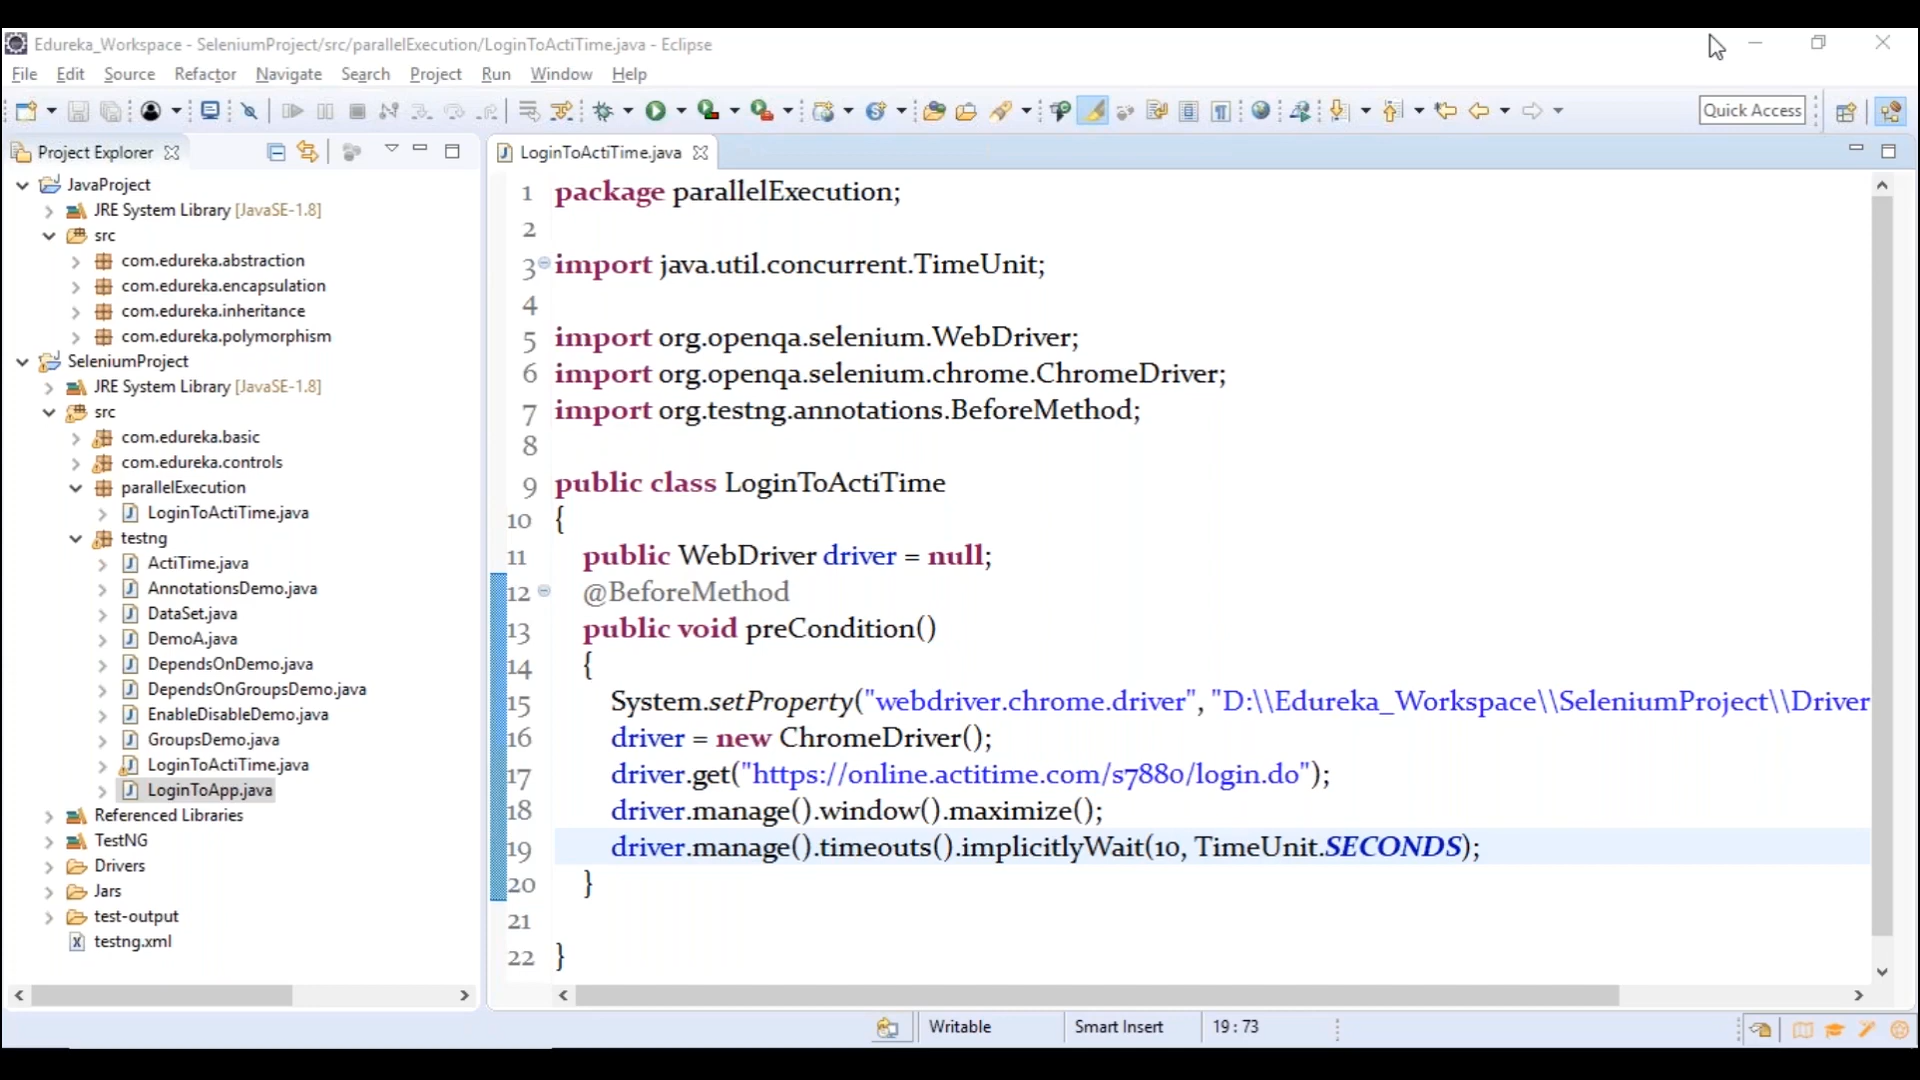 Edureka_Workspace - SeleniumProject/src/parallelExecution/LoginToActiTime.java - Eclipse
File Edit Source Refactor Navigate Search Project Run Window Help
Quick Access
Project Explorer
JavaProject
JRE System Library [JavaSE-1.8]
src
com.edureka.abstraction
com.edureka.encapsulation
com.edureka.inheritance
com.edureka.polymorphism
SeleniumProject
JRE System Library [JavaSE-1.8]
src
com.edureka.basic
com.edureka.controls
parallelExecution
LoginToActiTime.java
testng
ActiTime.java
AnnotationsDemo.java
DataSet.java
DemoA.java
DependsOnDemo.java
DependsOnGroupsDemo.java
EnableDisableDemo.java
GroupsDemo.java
LoginToActiTime.java
LoginToApp.java
Referenced Libraries
TestNG
Drivers
Jars
test-output
testng.xml
LoginToActiTime.java
1 package parallelExecution;
2
3 import java.util.concurrent.TimeUnit;
4
5 import org.openqa.selenium.WebDriver;
6 import org.openqa.selenium.chrome.ChromeDriver;
7 import org.testng.annotations.BeforeMethod;
8
9 public class LoginToActiTime
10 {
11 public WebDriver driver = null;
12 @BeforeMethod
13 public void preCondition()
14 {
15 System.setProperty("webdriver.chrome.driver", "D:\\Edureka_Workspace\\SeleniumProject\\Driver
16 driver = new ChromeDriver();
17 driver.get("https://online.actitime.com/s7880/login.do");
18 driver.manage().window().maximize();
19 driver.manage().timeouts().implicitlyWait(10, TimeUnit.SECONDS);
20 }
21
22 }
Writable Smart Insert 19 : 73